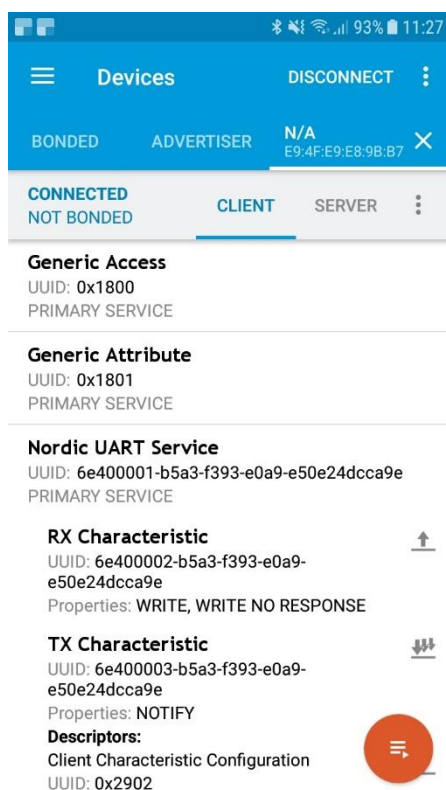 93% 11:27
Devices
DISCONNECT
BONDED
ADVERTISER
N/A
E9:4F:E9:E8:9B:B7
CONNECTED
NOT BONDED
CLIENT
SERVER
Generic Access
UUID: 0x1800
PRIMARY SERVICE
Generic Attribute
UUID: 0x1801
PRIMARY SERVICE
Nordic UART Service
UUID: 6e400001-b5a3-f393-e0a9-e50e24dcca9e
PRIMARY SERVICE
RX Characteristic
UUID: 6e400002-b5a3-f393-e0a9-
e50e24dcca9e
Properties: WRITE, WRITE NO RESPONSE
TX Characteristic
UUID: 6e400003-b5a3-f393-e0a9-
e50e24dcca9e
Properties: NOTIFY
Descriptors:
Client Characteristic Configuration
UUID: 0x2902